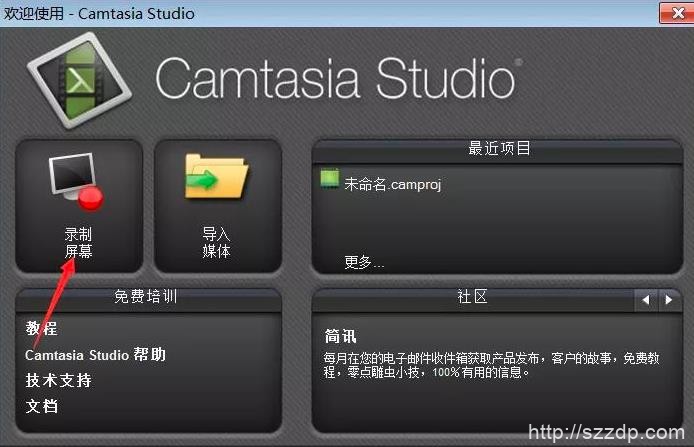 欢迎使用 - Camtasia Studio
Camtasia Studio®
录制
屏幕
导入
媒体
最近项目
未命名.camproj
更多...
免费培训
教程
Camtasia Studio 帮助
技术支持
文档
社区
简讯
每月在您的电子邮件收件箱获取产品发布，客户的故事，免费教
程，零点雕虫小技，100%有用的信息。
http://szzdp.com